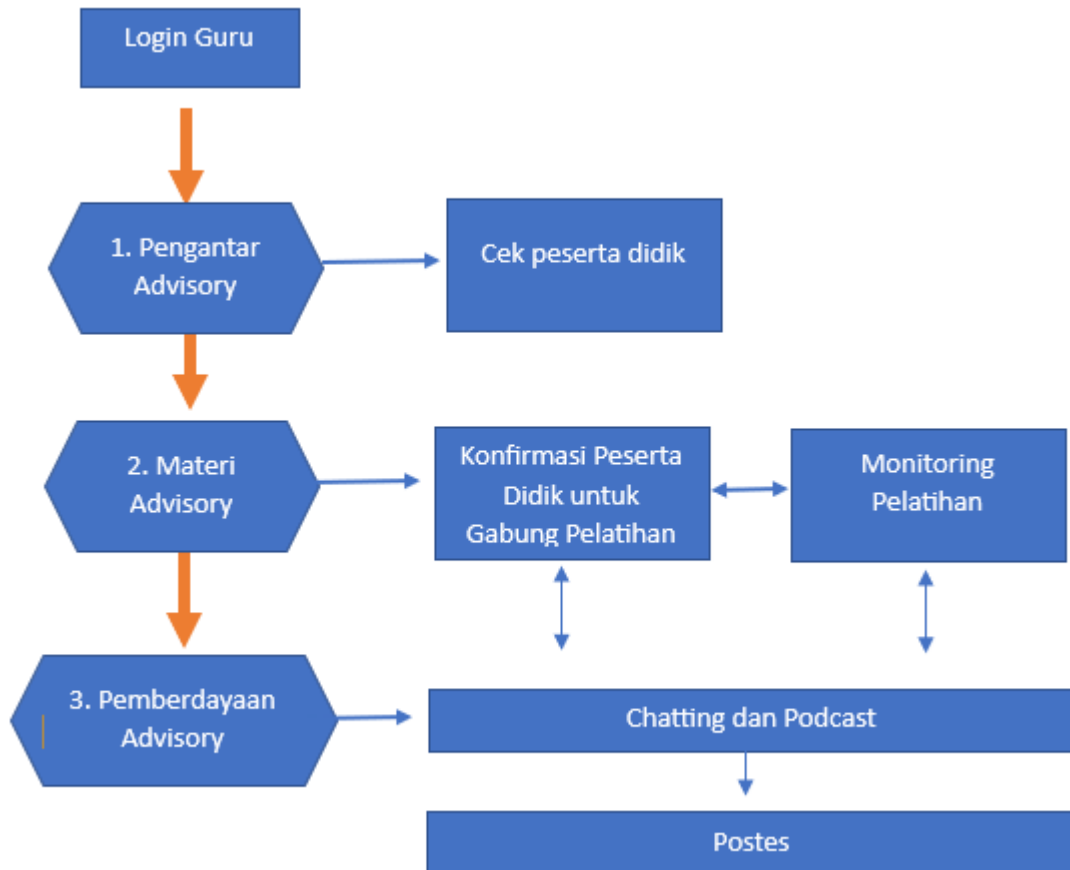 Login Guru
1. Pengantar
Advisory
Cek peserta didik
2. Materi
Advisory
Konfirmasi Peserta
Didik untuk
Gabung Pelatihan
Monitoring
Pelatihan
3. Pemberdayaan
Advisory
Chatting dan Podcast
Postes